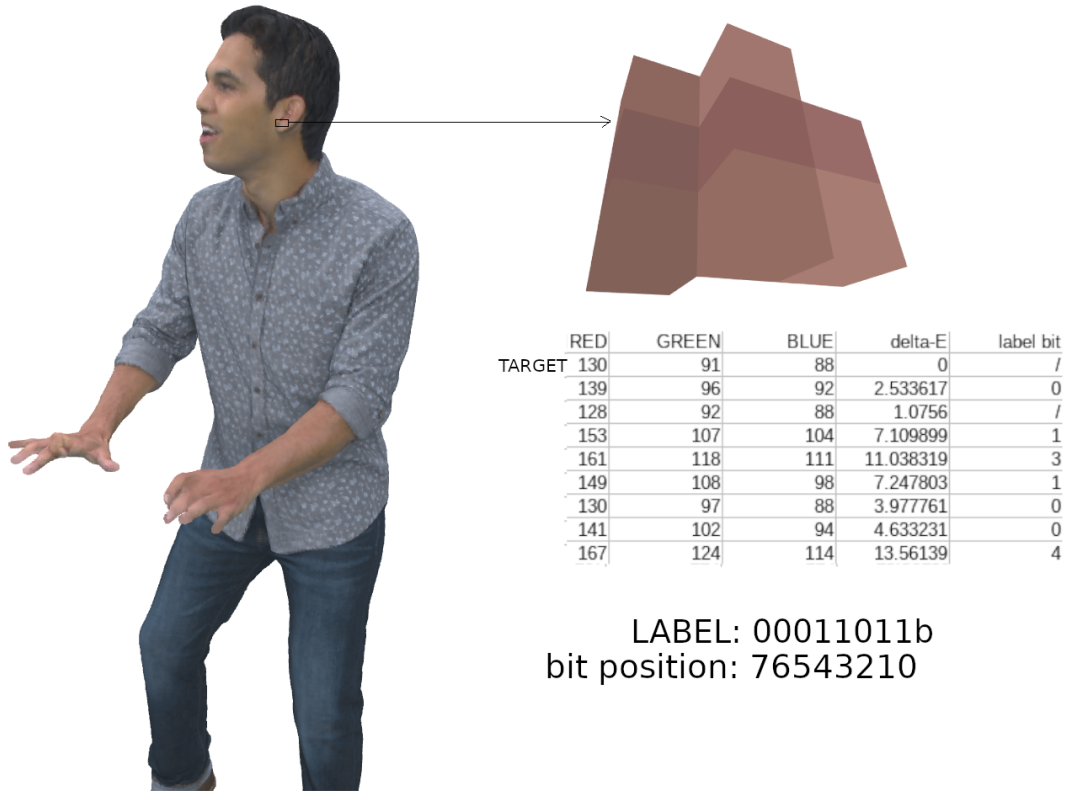 RED GREEN BLUE delta-E label bit
TARGET 130 91 88 0 /
139 96 92 2.533617 0
128 92 88 1.0756 /
153 107 104 7.109899 1
161 118 111 11.038319 3
149 108 98 7.247803 1
130 97 88 3.977761 0
141 102 94 4.633231 0
167 124 114 13.56139 4
LABEL: 00011011b
bit position: 76543210